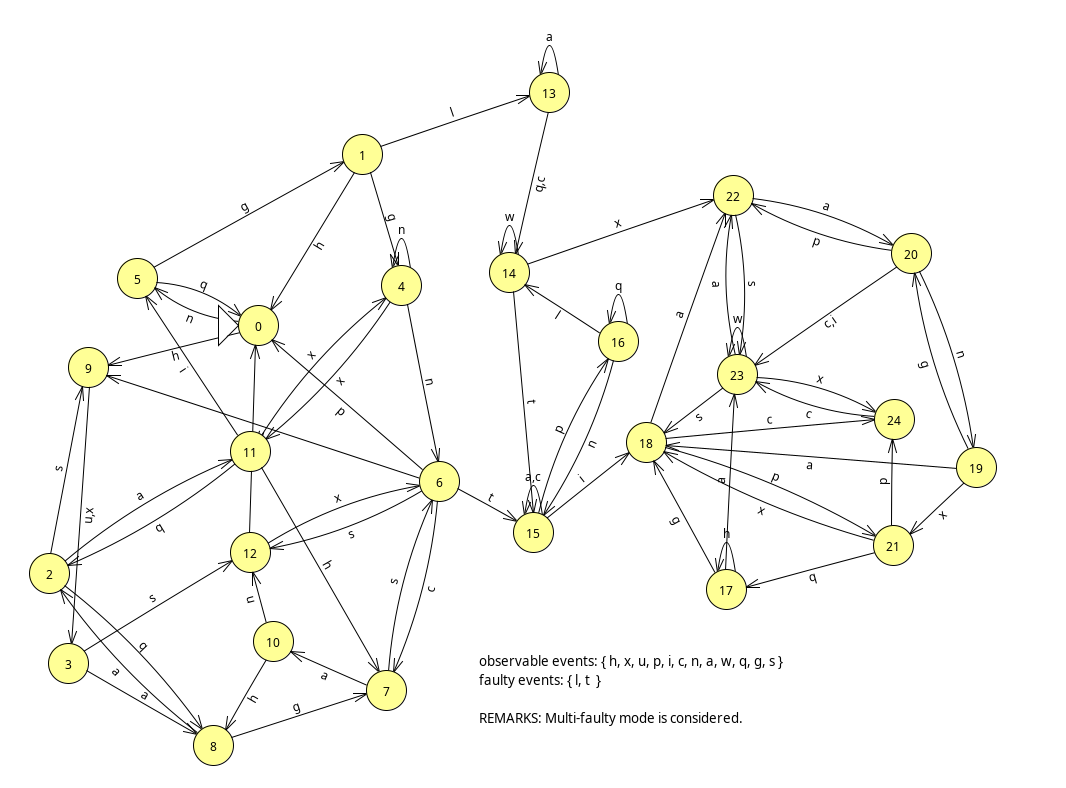 a
13
l
1
q,c
22
a
w
g
g
n
h
x
p
20
5
q
14
4
c,i
n
0
q
l
a
s
n
h
i
x
16
w
g
9
x
23
x
n
p
t
s
c
24
c
11
p
18
a
s
a
6
a,c
p
19
q
x
t
i
n
x
a
p
u,x
s
15
g
x
h
21
12
h
2
s
u
s
c
17
q
q
10
3
a
a
a
7
h
g
8
observable events: { h, x, u, p, i, c, n, a, w, q, g, s }
faulty events: { l, t }
REMARKS: Multi-faulty mode is considered.